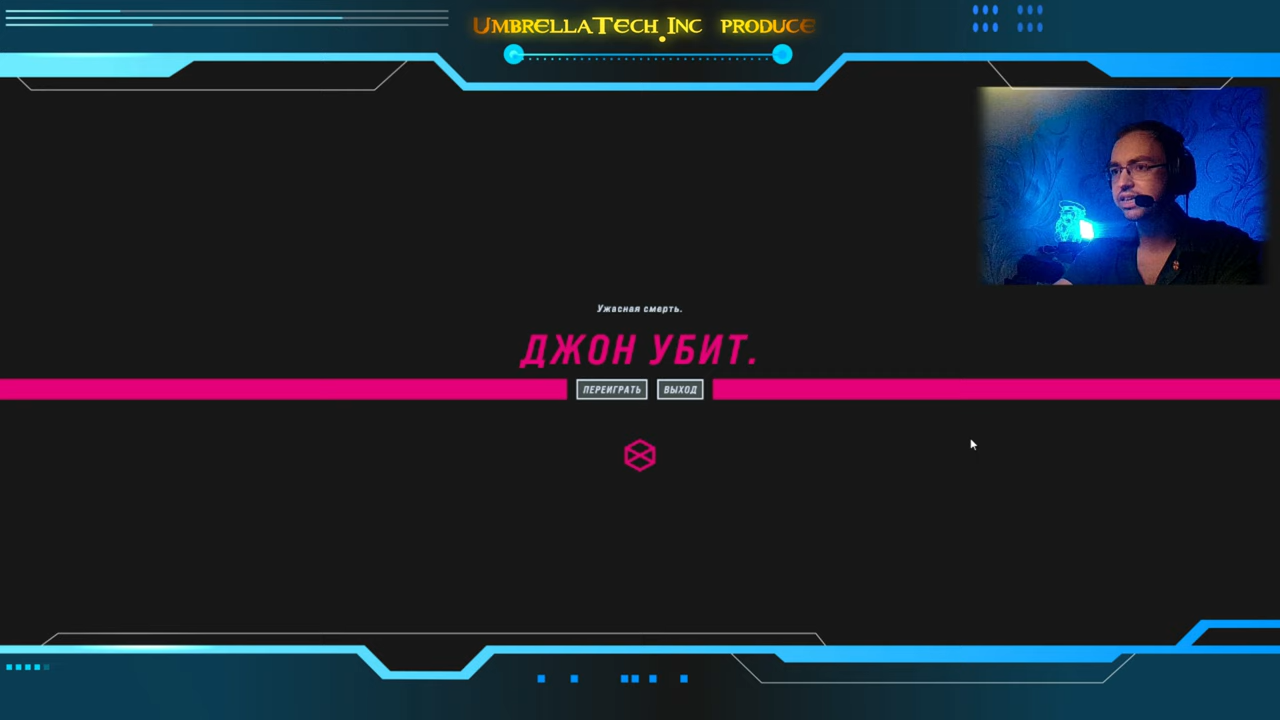 UmbrellaTech.Inc produce
Ужасная смерть.
ДЖОН УБИТ.
ПЕРЕИГРАТЬ ВЫХОД